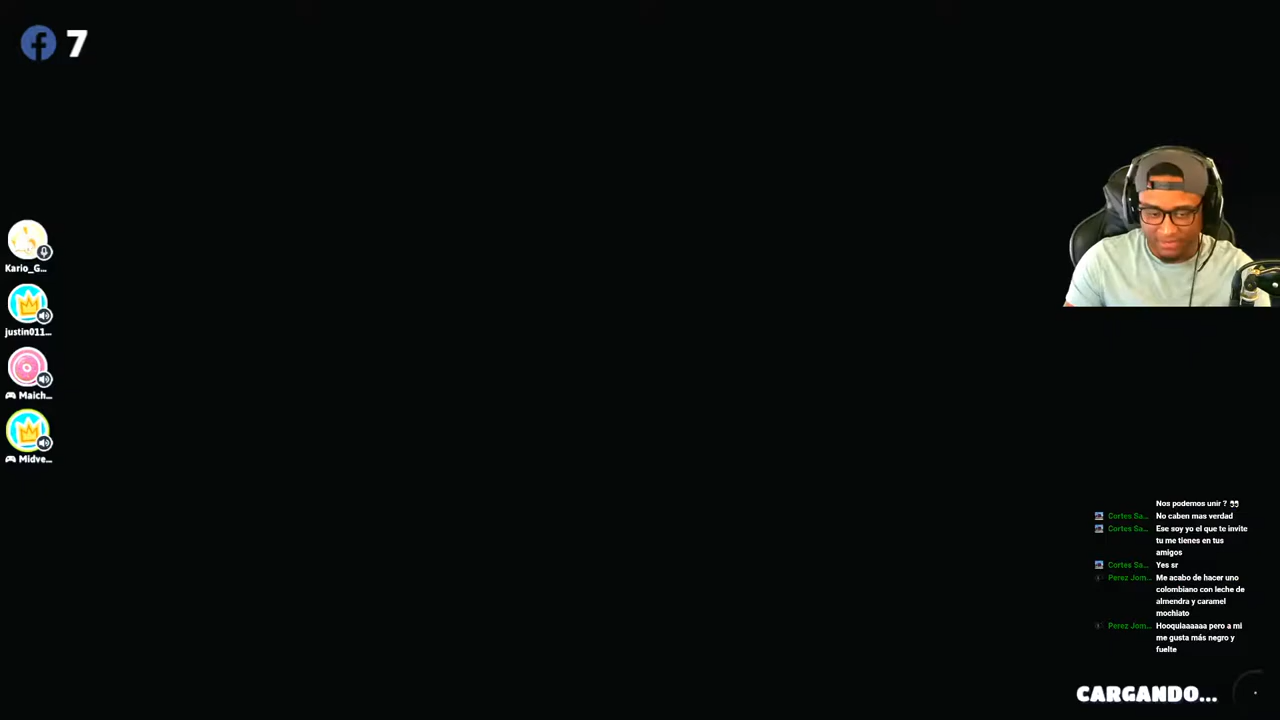 7
Kario_G...
justin011...
Maich...
Midve...
Nos podemos unir ? 👀
Cortes Sa... No caben mas verdad
Cortes Sa... Ese soy yo el que te invite
tu me tienes en tus
amigos
Cortes Sa... Yes sr
Perez Jom... Me acabo de hacer uno
colombiano con leche de
almendra y caramel
mochiato
Perez Jom... Hooquiaaaaaa pero a mi
me gusta más negro y
fuelte
CARGANDO...